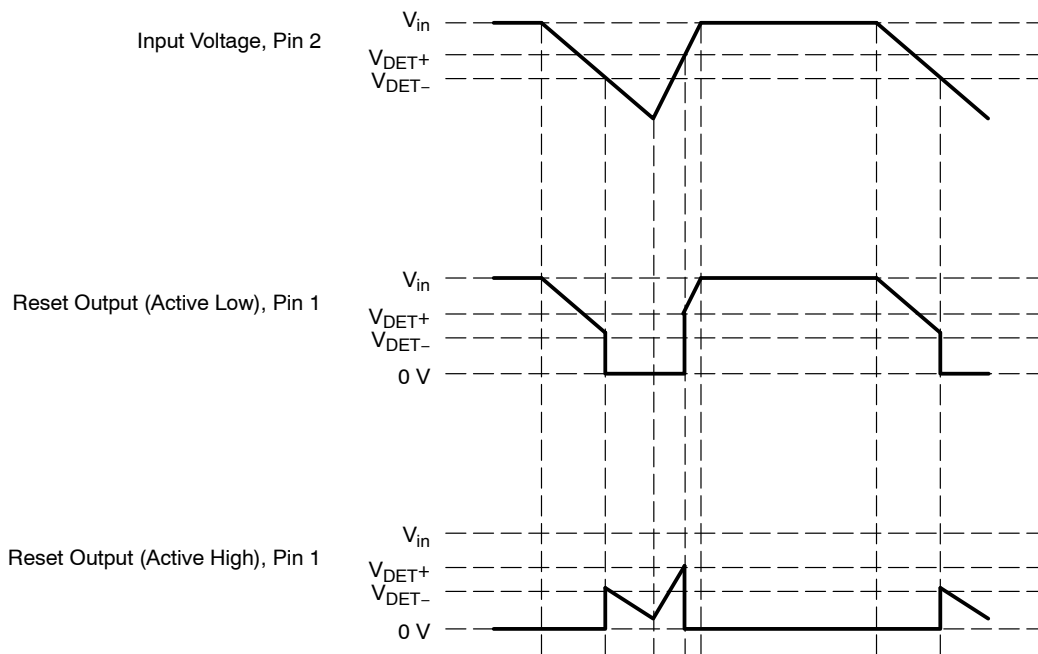 Input Voltage, Pin 2
Vin
VDET+
VDET−
Reset Output (Active Low), Pin 1
Vin
VDET+
VDET−
0 V
Reset Output (Active High), Pin 1
Vin
VDET+
VDET−
0 V